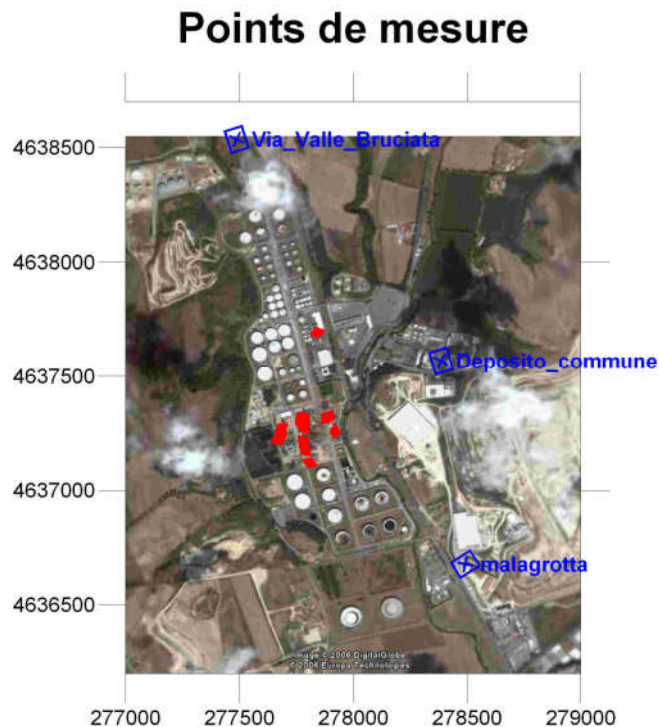 Points de mesure
4638500
Via_Valle_Bruciata
4638000
4637500
Deposito_commune
4637000
malagrotta
4636500
Image © 2006 DigitalGlobe
© 2006 Europa Technologies
277000 277500 278000 278500 279000